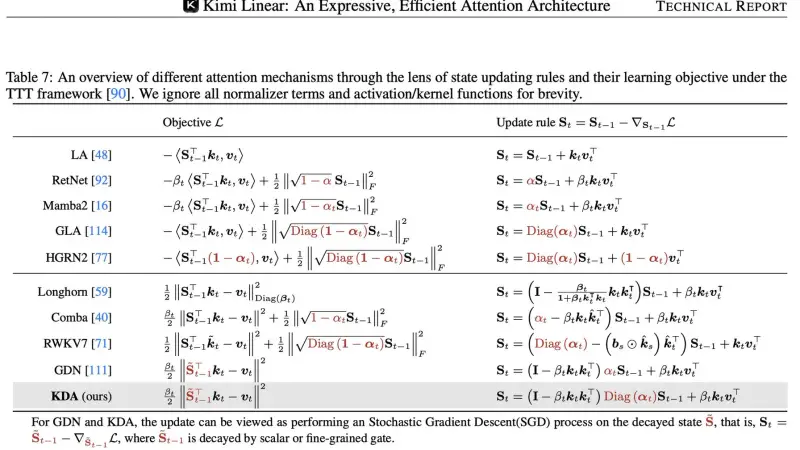 Kimi Linear: An Expressive, Efficient Attention Architecture TECHNICAL REPORT
Table 7: An overview of different attention mechanisms through the lens of state updating rules and their learning objective under the
TTT framework [90]. We ignore all normalizer terms and activation/kernel functions for brevity.
Objective 𝓛 Update rule S_t = S_{t−1} − ∇_{S_{t−1}} 𝓛
LA [48] −⟨S_{t−1}^⊤ k_t, v_t⟩ S_t = S_{t−1} + k_t v_t^⊤
RetNet [92] −β_t ⟨S_{t−1}^⊤ k_t, v_t⟩ + ½ ‖√(1 − α) S_{t−1}‖_F^2 S_t = αS_{t−1} + β_t k_t v_t^⊤
Mamba2 [16] −β_t ⟨S_{t−1}^⊤ k_t, v_t⟩ + ½ ‖√(1 − α_t) S_{t−1}‖_F^2 S_t = α_t S_{t−1} + β_t k_t v_t^⊤
GLA [114] −⟨S_{t−1}^⊤ k_t, v_t⟩ + ½ ‖√(Diag (1 − α_t)) S_{t−1}‖_F^2 S_t = Diag(α_t)S_{t−1} + k_t v_t^⊤
HGRN2 [77] −⟨S_{t−1}^⊤ (1 − α_t), v_t⟩ + ½ ‖√(Diag (1 − α_t)) S_{t−1}‖_F^2 S_t = Diag(α_t)S_{t−1} + (1 − α_t)v_t^⊤
Longhorn [59] ½ ‖S_{t−1}^⊤ k_t − v_t‖_{Diag(β_t)}^2 S_t = (I − β_t/(1+β_t k_t^⊤ k_t) k_t k_t^⊤) S_{t−1} + β_t k_t v_t^⊤
Comba [40] β_t/2 ‖S_{t−1}^⊤ k_t − v_t‖^2 + ½ ‖√(1 − α_t) S_{t−1}‖_F^2 S_t = (α_t − β_t k_t k̂_t^⊤) S_{t−1} + β_t k_t v_t^⊤
RWKV7 [71] ½ ‖S_{t−1}^⊤ k̃_t − v_t‖^2 + ½ ‖√(Diag (1 − α_t)) S_{t−1}‖_F^2 S_t = (Diag (α_t) − (b_s ⊙ k̂_s) k̂_t^⊤) S_{t−1} + k_t v_t^⊤
GDN [111] β_t/2 ‖S̃_{t−1}^⊤ k_t − v_t‖^2 S_t = (I − β_t k_t k_t^⊤) α_t S_{t−1} + β_t k_t v_t^⊤
KDA (ours) β_t/2 ‖S̃_{t−1}^⊤ k_t − v_t‖^2 S_t = (I − β_t k_t k_t^⊤) Diag (α_t) S_{t−1} + β_t k_t v_t^⊤
For GDN and KDA, the update can be viewed as performing an Stochastic Gradient Descent(SGD) process on the decayed state S̃, that is, S_t =
S̃_{t−1} − ∇_{S̃_{t−1}} 𝓛, where S̃_{t−1} is decayed by scalar or fine-grained gate.